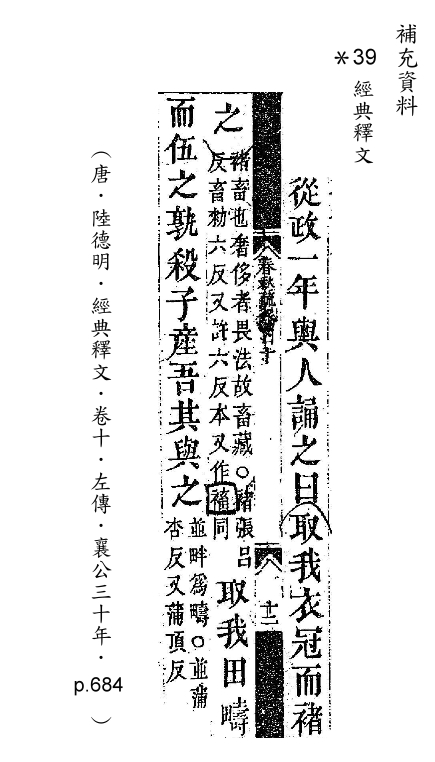 補充資料
＊39 經典釋文
從政一年與人誦之曰取我衣冠而褚
十二
之
褚畜也奢侈者畏法故畜藏○褚張呂
反畜勑六反又許六反本又作稸同
取我田疇
而伍之孰殺子產吾其與之
並畔爲疇○並蒲
杏反又蒲頂反
（唐．陸德明．經典釋文．卷十．左傳．襄公三十年．p.684）